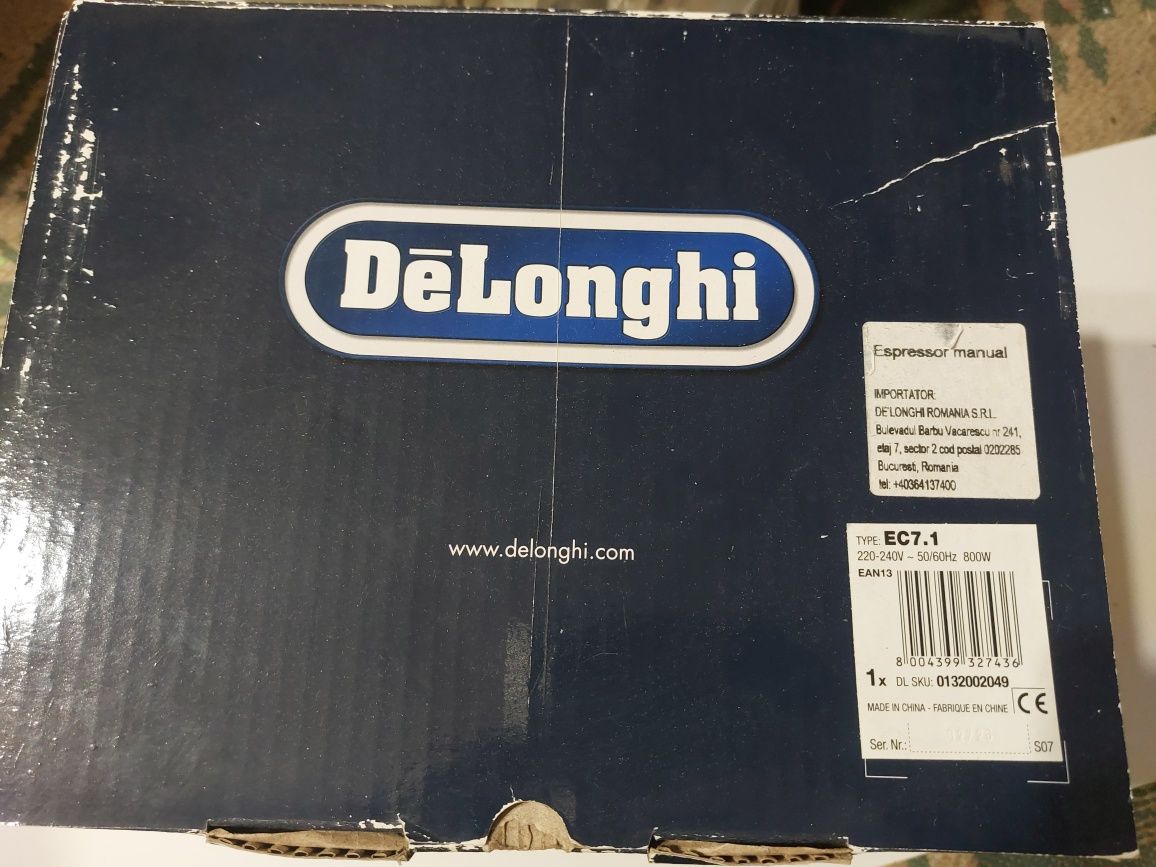 DēLonghi
Espressor manual
IMPORTATOR:
DE'LONGHI ROMANIA S.R.L.
Bulevadul Barbu Vacarescu nr 241,
etaj 7, sector 2 cod postal 0202285
Bucuresti, Romania
tel: +40364137400
www.delonghi.com
TYPE: EC7.1
220-240V ~ 50/60Hz 800W
EAN13
8 004399 327436
1x DL SKU: 0132002049
MADE IN CHINA - FABRIQUE EN CHINE CE
Ser. Nr.:
S07